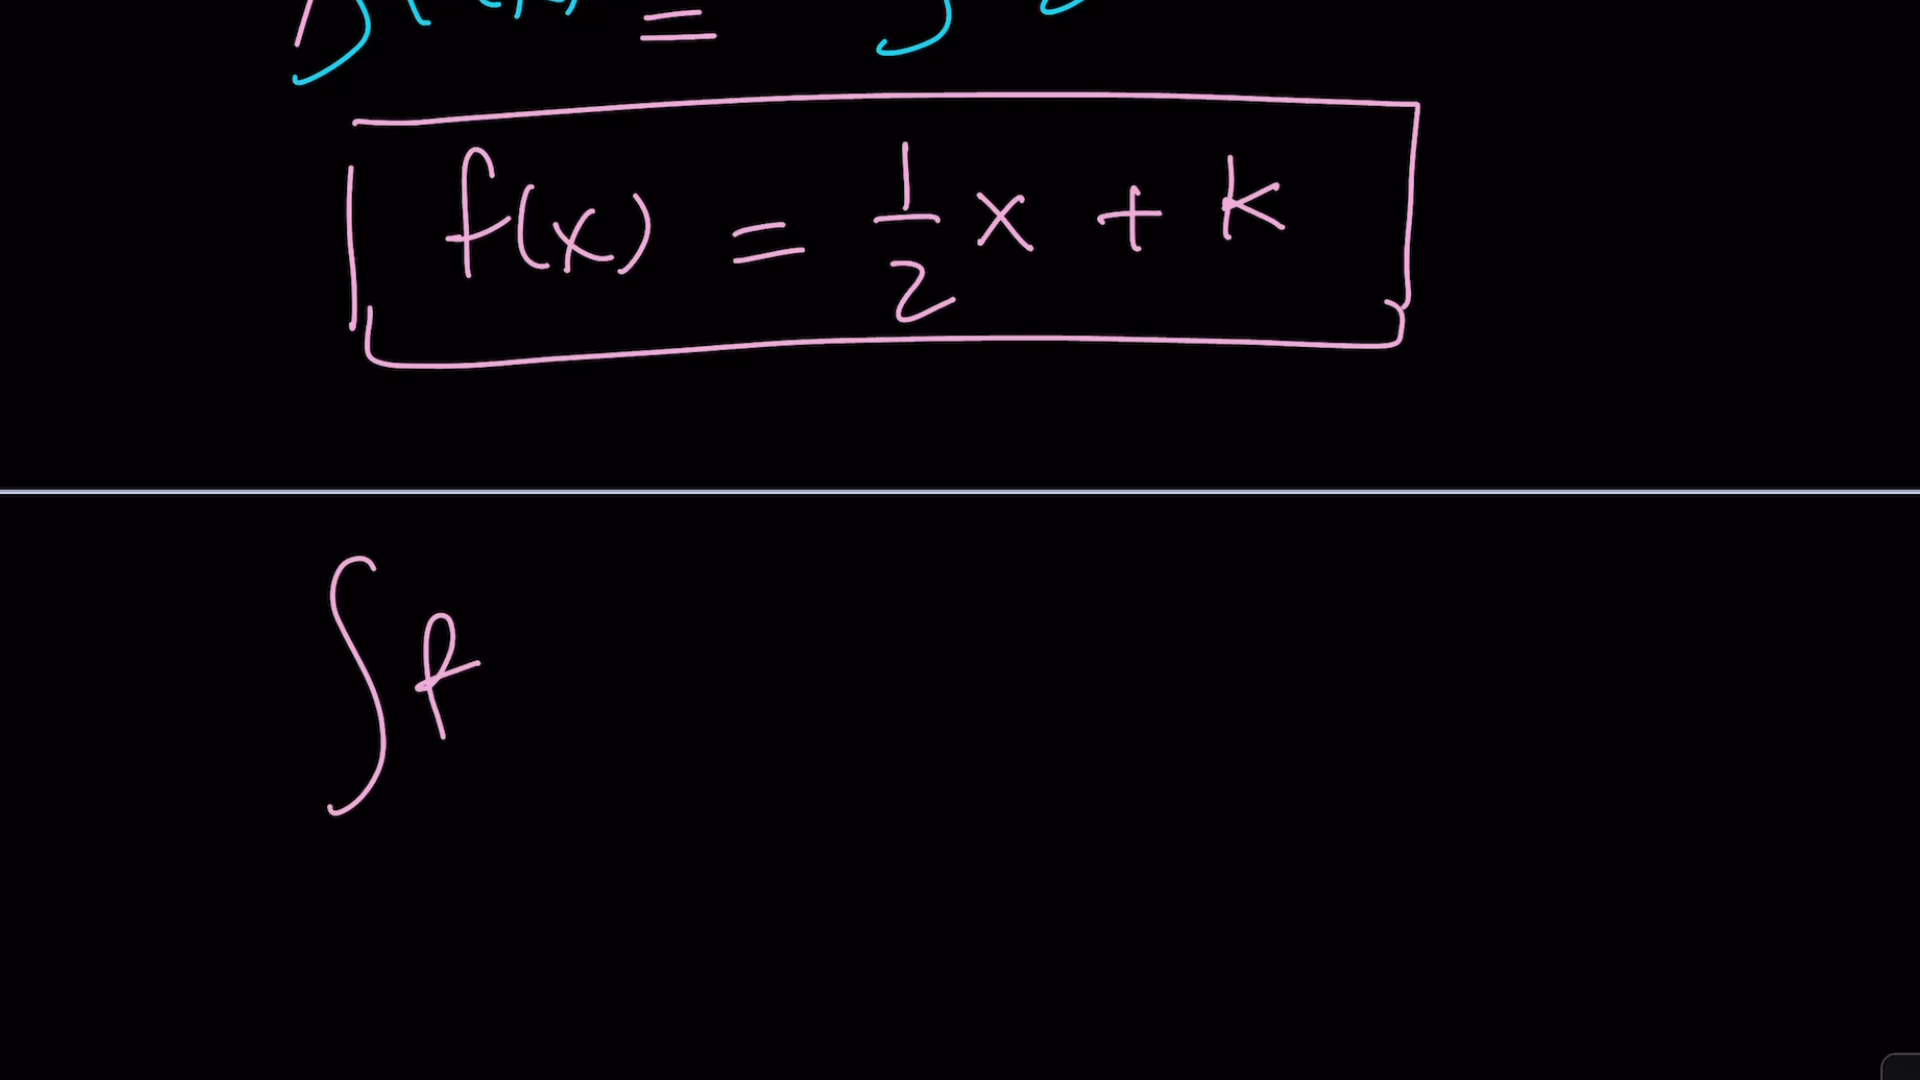 f(x) = 1/2 x + k
∫ f